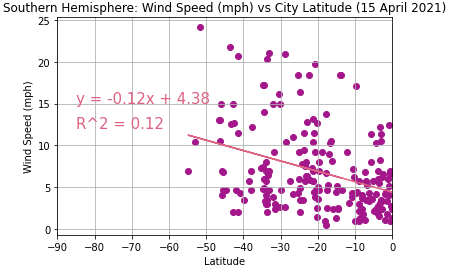 Southern Hemisphere: Wind Speed (mph) vs City Latitude (15 April 2021)
25
20
15
10
5
0
Wind Speed (mph)
y = -0.12x + 4.38
R^2 = 0.12
−90 −80 −70 −60 −50 −40 −30 −20 −10 0
Latitude